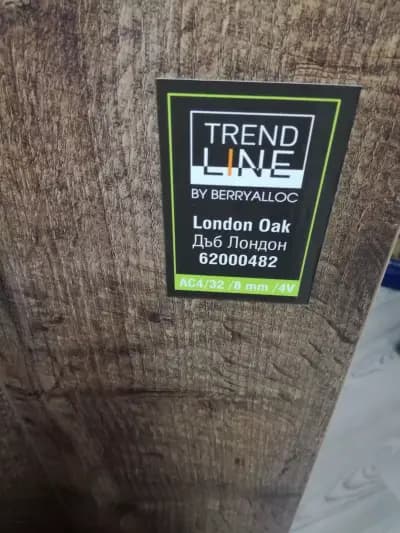 TREND
LINE
BY BERRYALLOC
London Oak
Дъб Лондон
62000482
AC4/32 /8 mm /4V